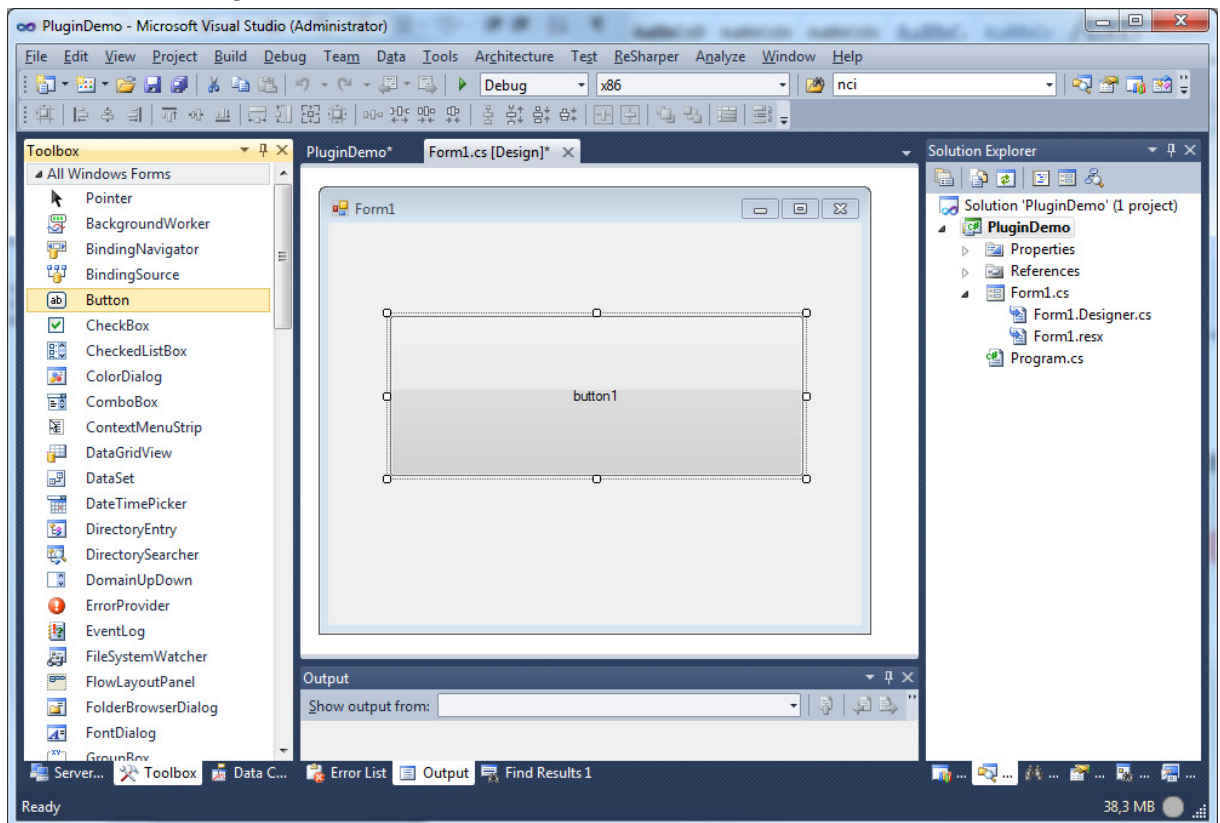 PluginDemo - Microsoft Visual Studio (Administrator)
File Edit View Project Build Debug Team Data Tools Architecture Test ReSharper Analyze Window Help
Debug x86 nci
Toolbox
All Windows Forms
Pointer
BackgroundWorker
BindingNavigator
BindingSource
Button
CheckBox
CheckedListBox
ColorDialog
ComboBox
ContextMenuStrip
DataGridView
DataSet
DateTimePicker
DirectoryEntry
DirectorySearcher
DomainUpDown
ErrorProvider
EventLog
FileSystemWatcher
FlowLayoutPanel
FolderBrowserDialog
FontDialog
GroupBox
Server... Toolbox Data C...
PluginDemo* Form1.cs [Design]*
Form1
button1
Output
Show output from:
Error List Output Find Results 1
Solution Explorer
Solution 'PluginDemo' (1 project)
PluginDemo
Properties
References
Form1.cs
Form1.Designer.cs
Form1.resx
Program.cs
... ... ... ... ... ...
Ready 38,3 MB